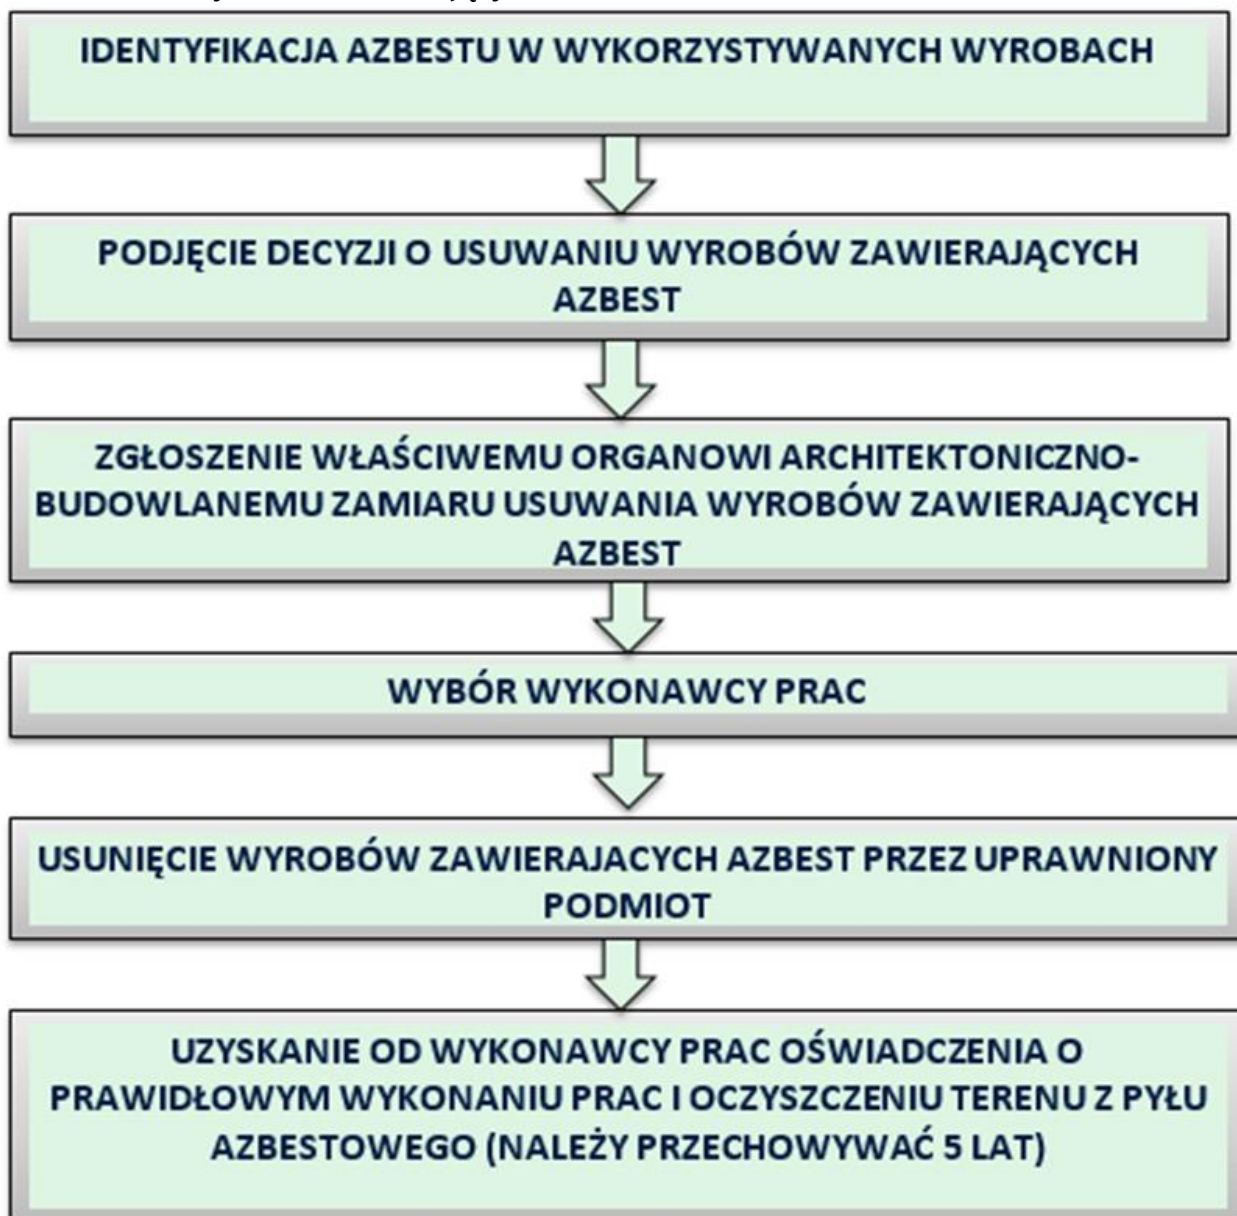 IDENTYFIKACJA AZBESTU W WYKORZYSTYWANYCH WYROBACH
PODJĘCIE DECYZJI O USUWANIU WYROBÓW ZAWIERAJĄCYCH
AZBEST
ZGŁOSZENIE WŁAŚCIWEMU ORGANOWI ARCHITEKTONICZNO-
BUDOWLANEMU ZAMIARU USUWANIA WYROBÓW ZAWIERAJĄCYCH
AZBEST
WYBÓR WYKONAWCY PRAC
USUNIĘCIE WYROBÓW ZAWIERAJACYCH AZBEST PRZEZ UPRAWNIONY
PODMIOT
UZYSKANIE OD WYKONAWCY PRAC OŚWIADCZENIA O
PRAWIDŁOWYM WYKONANIU PRAC I OCZYSZCZENIU TERENU Z PYŁU
AZBESTOWEGO (NALEŻY PRZECHOWYWAĆ 5 LAT)